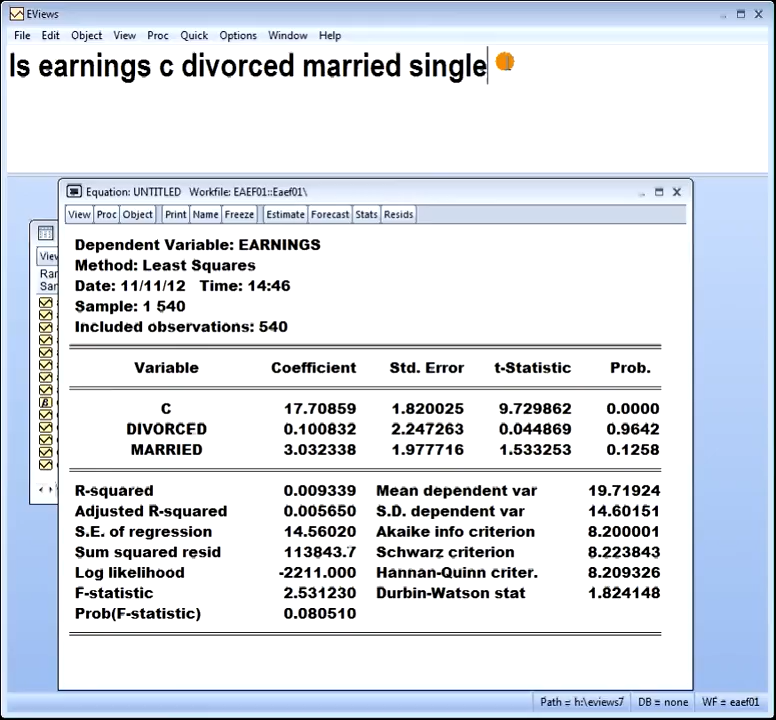 EViews
File Edit Object View Proc Quick Options Window Help
ls earnings c divorced married single
Equation: UNTITLED Workfile: EAEF01::Eaef01\
View Proc Object Print Name Freeze Estimate Forecast Stats Resids
Dependent Variable: EARNINGS
Method: Least Squares
Date: 11/11/12 Time: 14:46
Sample: 1 540
Included observations: 540
Variable Coefficient Std. Error t-Statistic Prob.
C 17.70859 1.820025 9.729862 0.0000
DIVORCED 0.100832 2.247263 0.044869 0.9642
MARRIED 3.032338 1.977716 1.533253 0.1258
R-squared 0.009339 Mean dependent var 19.71924
Adjusted R-squared 0.005650 S.D. dependent var 14.60151
S.E. of regression 14.56020 Akaike info criterion 8.200001
Sum squared resid 113843.7 Schwarz criterion 8.223843
Log likelihood -2211.000 Hannan-Quinn criter. 8.209326
F-statistic 2.531230 Durbin-Watson stat 1.824148
Prob(F-statistic) 0.080510
Viev
Ran
Sar
Path = h:\eviews7 DB = none WF = eaef01